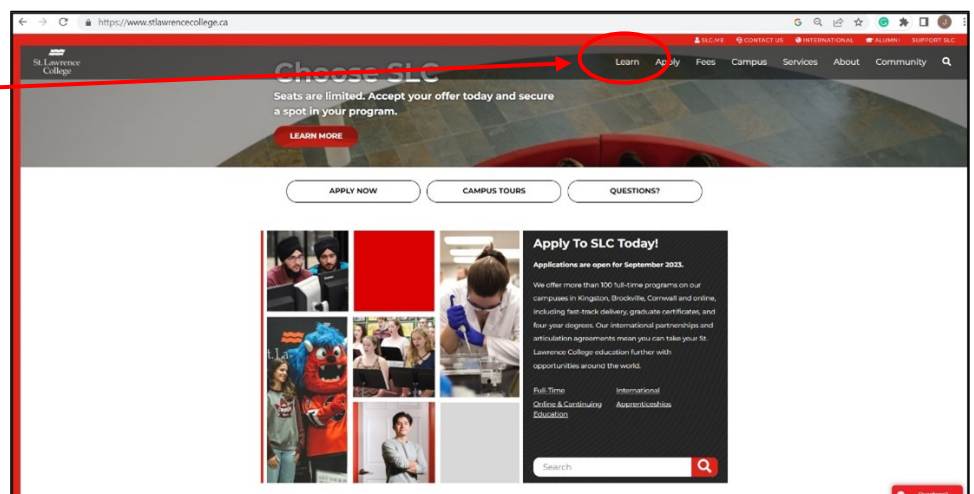 https://www.stlawrencecollege.ca
SLC.ME CONTACT US INTERNATIONAL ALUMNI SUPPORT SLC
St. Lawrence
College
Learn Apply Fees Campus Services About Community
Choose SLC
Seats are limited. Accept your offer today and secure
a spot in your program.
LEARN MORE
APPLY NOW CAMPUS TOURS QUESTIONS?
Apply To SLC Today!
Applications are open for September 2023.
We offer more than 100 full-time programs on our
campuses in Kingston, Brockville, Cornwall and online,
including fast-track delivery, graduate certificates, and
four year degrees. Our international partnerships and
articulation agreements mean you can take your St.
Lawrence College education further with
opportunities around the world.
Full-Time International
Online & Continuing Apprenticeships
Education
Search